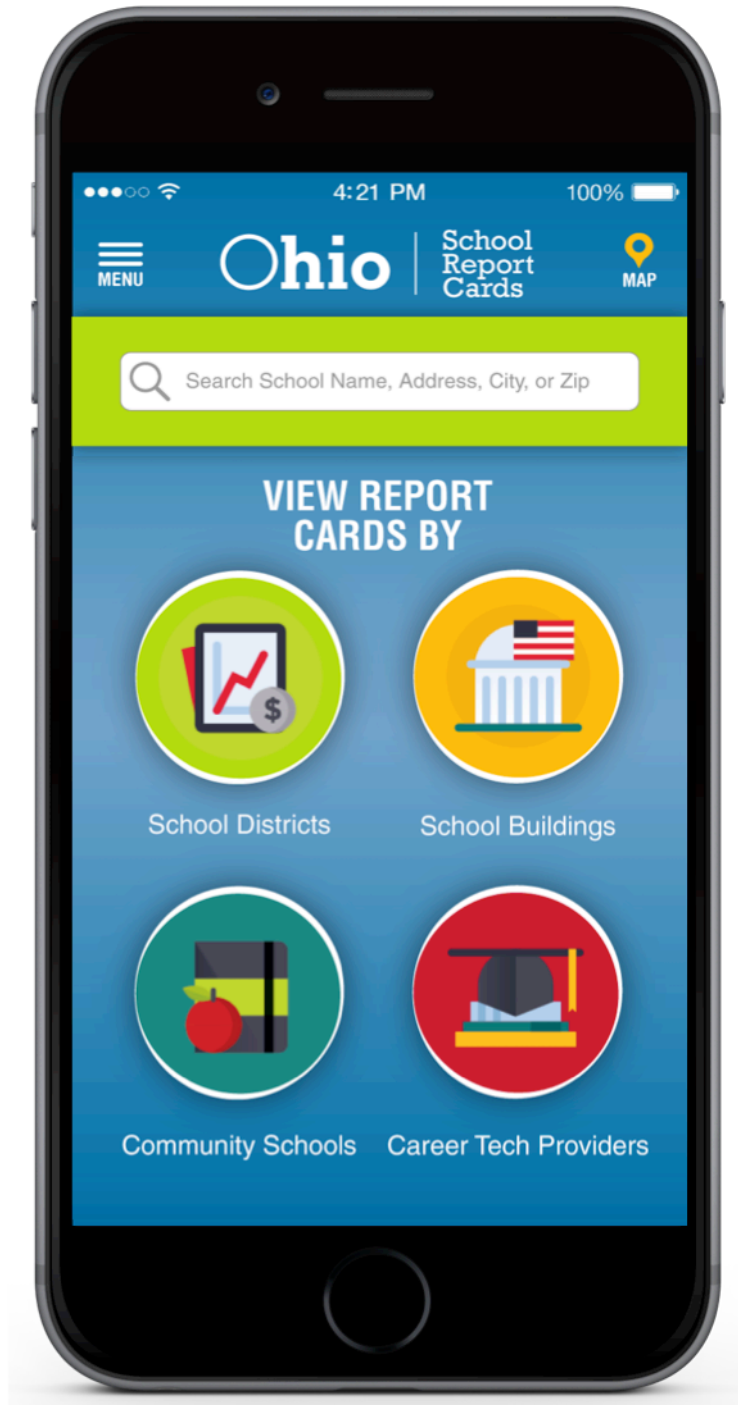 4:21 PM
100%
MENU
Ohio
School
Report
Cards
MAP
Search School Name, Address, City, or Zip
VIEW REPORT
CARDS BY
$
School Districts
School Buildings
Community Schools
Career Tech Providers